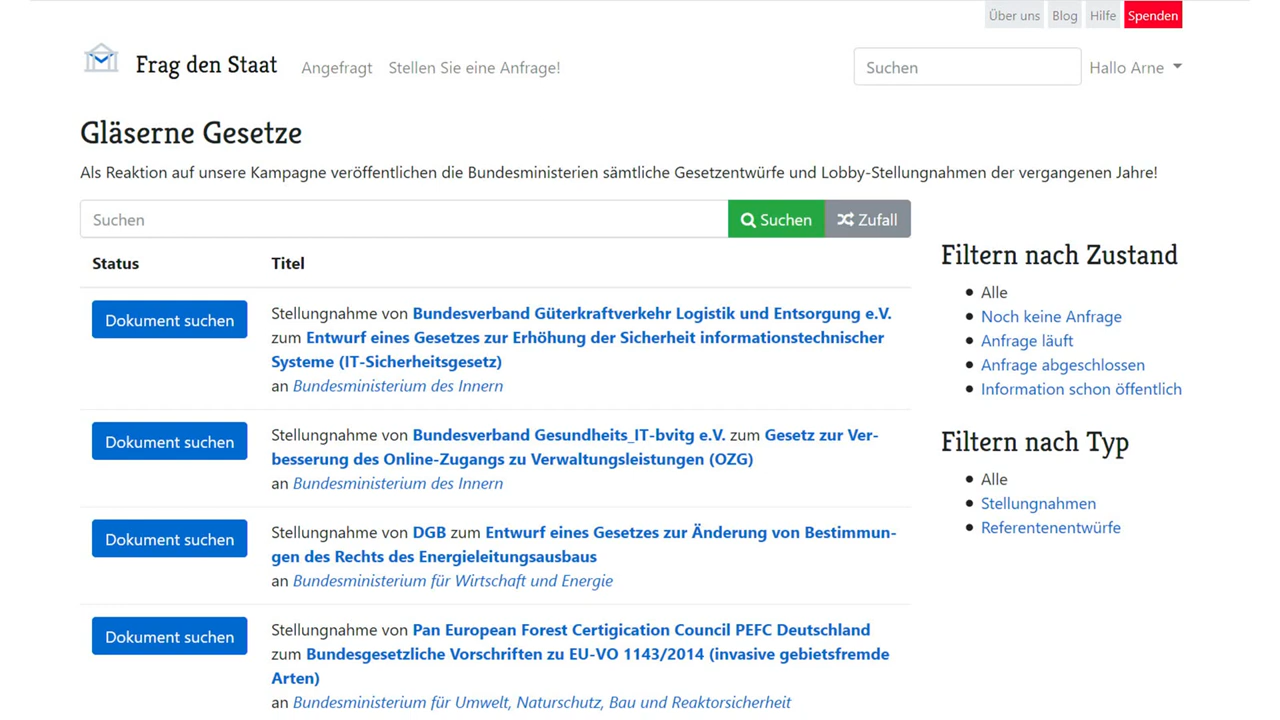 Über uns Blog Hilfe Spenden
Frag den Staat Angefragt Stellen Sie eine Anfrage! Suchen Hallo Arne
Gläserne Gesetze
Als Reaktion auf unsere Kampagne veröffentlichen die Bundesministerien sämtliche Gesetzentwürfe und Lobby-Stellungnahmen der vergangenen Jahre!
Suchen Suchen Zufall
Status Titel
Dokument suchen
Stellungnahme von Bundesverband Güterkraftverkehr Logistik und Entsorgung e.V.
zum Entwurf eines Gesetzes zur Erhöhung der Sicherheit informationstechnischer
Systeme (IT-Sicherheitsgesetz)
an Bundesministerium des Innern
Dokument suchen
Stellungnahme von Bundesverband Gesundheits_IT-bvitg e.V. zum Gesetz zur Ver-
besserung des Online-Zugangs zu Verwaltungsleistungen (OZG)
an Bundesministerium des Innern
Dokument suchen
Stellungnahme von DGB zum Entwurf eines Gesetzes zur Änderung von Bestimmun-
gen des Rechts des Energieleitungsausbaus
an Bundesministerium für Wirtschaft und Energie
Dokument suchen
Stellungnahme von Pan European Forest Certigication Council PEFC Deutschland
zum Bundesgesetzliche Vorschriften zu EU-VO 1143/2014 (invasive gebietsfremde
Arten)
an Bundesministerium für Umwelt, Naturschutz, Bau und Reaktorsicherheit
Filtern nach Zustand
Alle
Noch keine Anfrage
Anfrage läuft
Anfrage abgeschlossen
Information schon öffentlich
Filtern nach Typ
Alle
Stellungnahmen
Referentenentwürfe